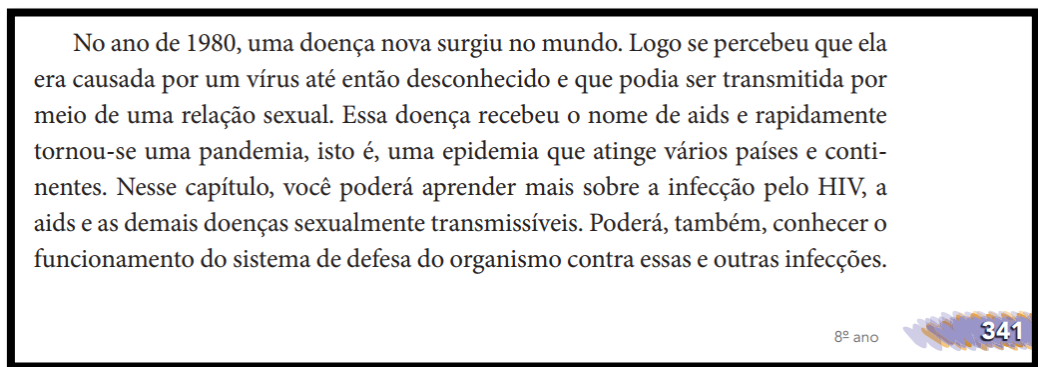 No ano de 1980, uma doença nova surgiu no mundo. Logo se percebeu que ela
era causada por um vírus até então desconhecido e que podia ser transmitida por
meio de uma relação sexual. Essa doença recebeu o nome de aids e rapidamente
tornou-se uma pandemia, isto é, uma epidemia que atinge vários países e conti-
nentes. Nesse capítulo, você poderá aprender mais sobre a infecção pelo HIV, a
aids e as demais doenças sexualmente transmissíveis. Poderá, também, conhecer o
funcionamento do sistema de defesa do organismo contra essas e outras infecções.
8º ano
341